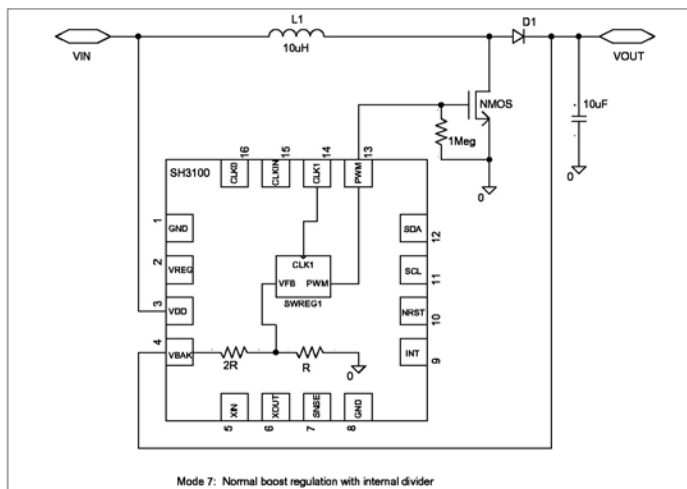 L1
D1
VIN
10uH
VOUT
NMOS
10uF
1Meg
0
0
SH3100
16
15
14
13
CLK0
CLKIN
CLK1
PWM
1
GND
SDA
12
2
VREG
CLK1
SCL
11
VFB PWM
SWREG1
3
VDD
NRST
10
4
VBAK
2R
R
0
INT
9
XIN
XOUT
SNSE
GND
5
6
7
8
Mode 7: Normal boost regulation with internal divider